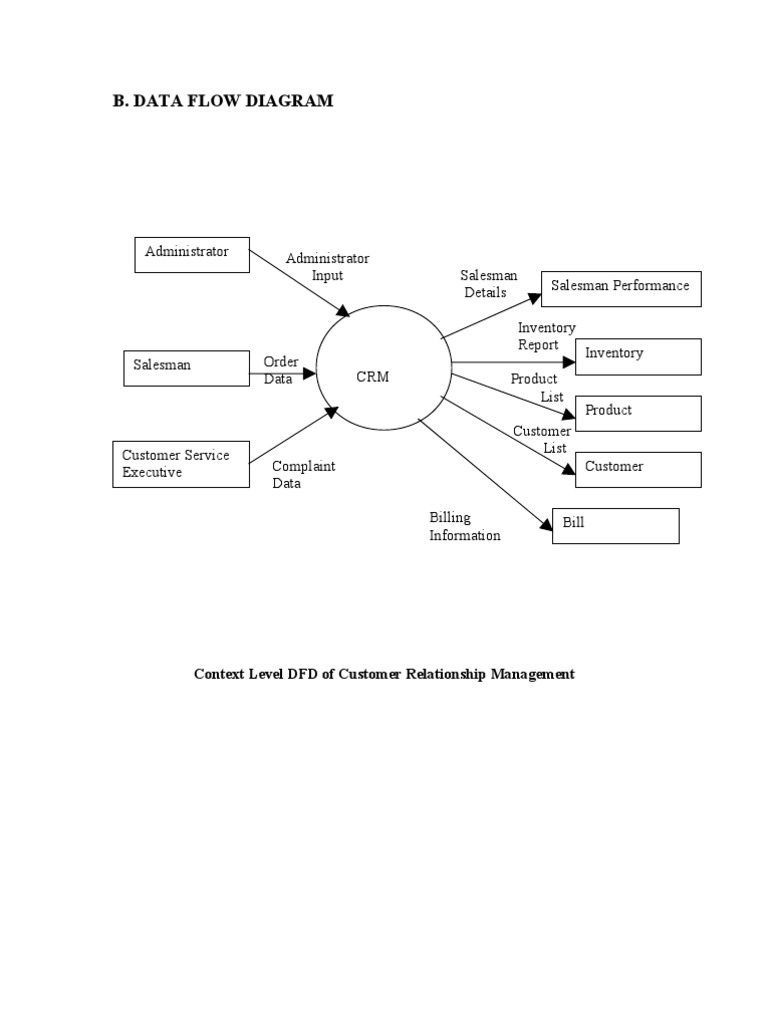 B. DATA FLOW DIAGRAM
Administrator
Administrator
Input
Salesman
Details
Salesman Performance
Inventory
Report
Inventory
Salesman
Order
Data
CRM
Product
List
Product
Customer
List
Customer
Customer Service
Executive
Complaint
Data
Billing
Information
Bill
Context Level DFD of Customer Relationship Management